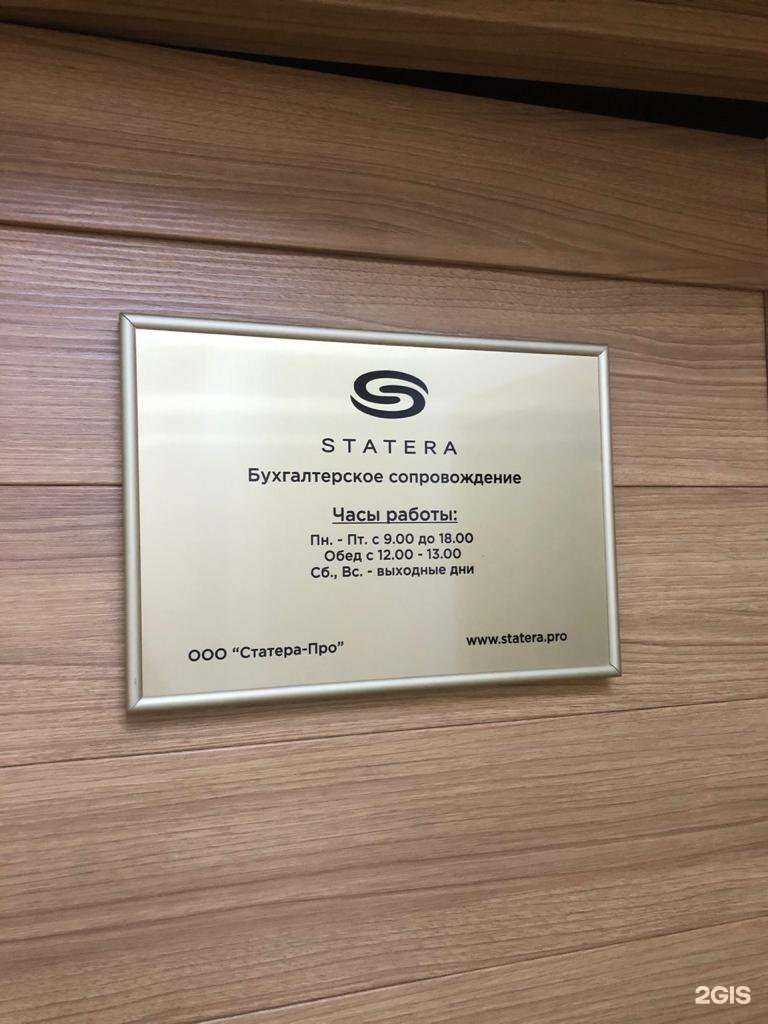 STATERA
Бухгалтерское сопровождение
Часы работы:
Пн. - Пт. с 9.00 до 18.00
Обед с 12.00 - 13.00
Сб., Вс. - выходные дни
ООО “Статера-Про”
www.statera.pro
2GIS